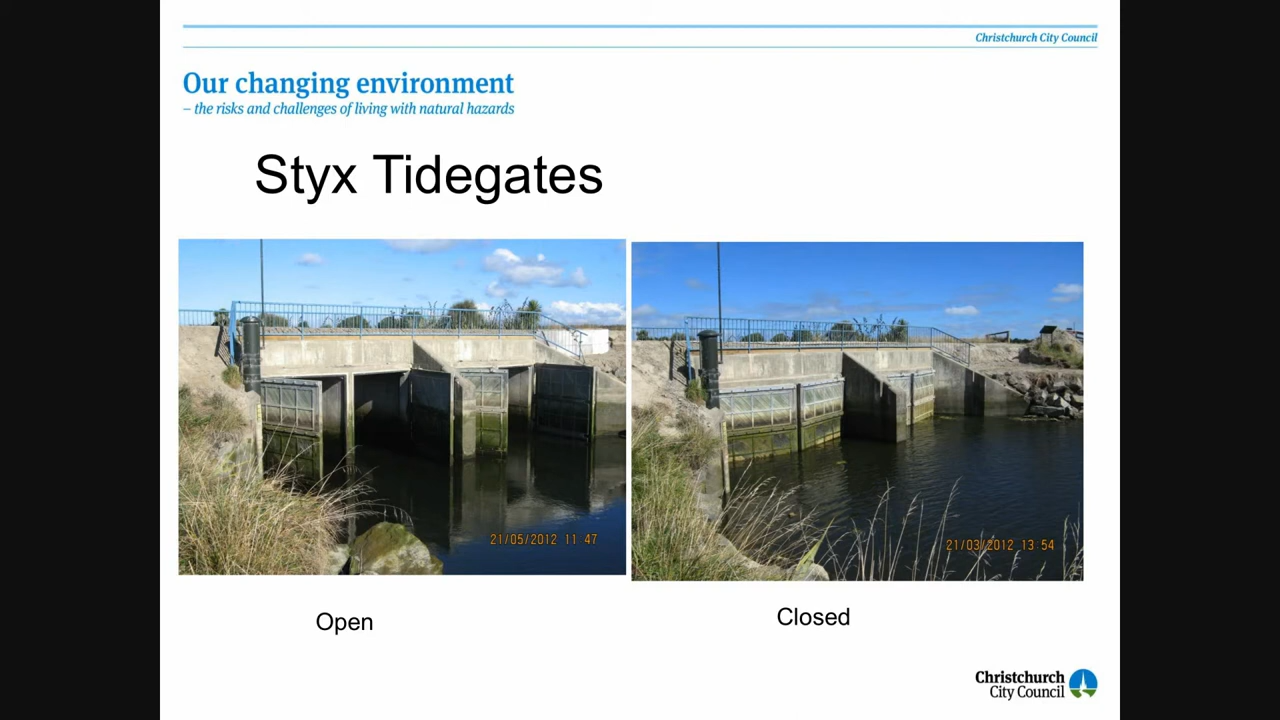 Christchurch City Council
Our changing environment
– the risks and challenges of living with natural hazards
Styx Tidegates
21/05/2012 11:47
21/03/2012 13:54
Open
Closed
Christchurch
City Council